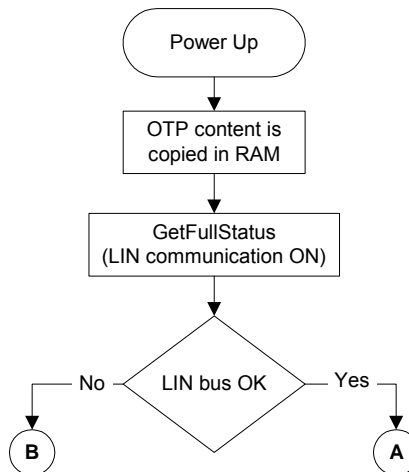 Power Up
OTP content is
copied in RAM
GetFullStatus
(LIN communication ON)
No
LIN bus OK
Yes
B
A